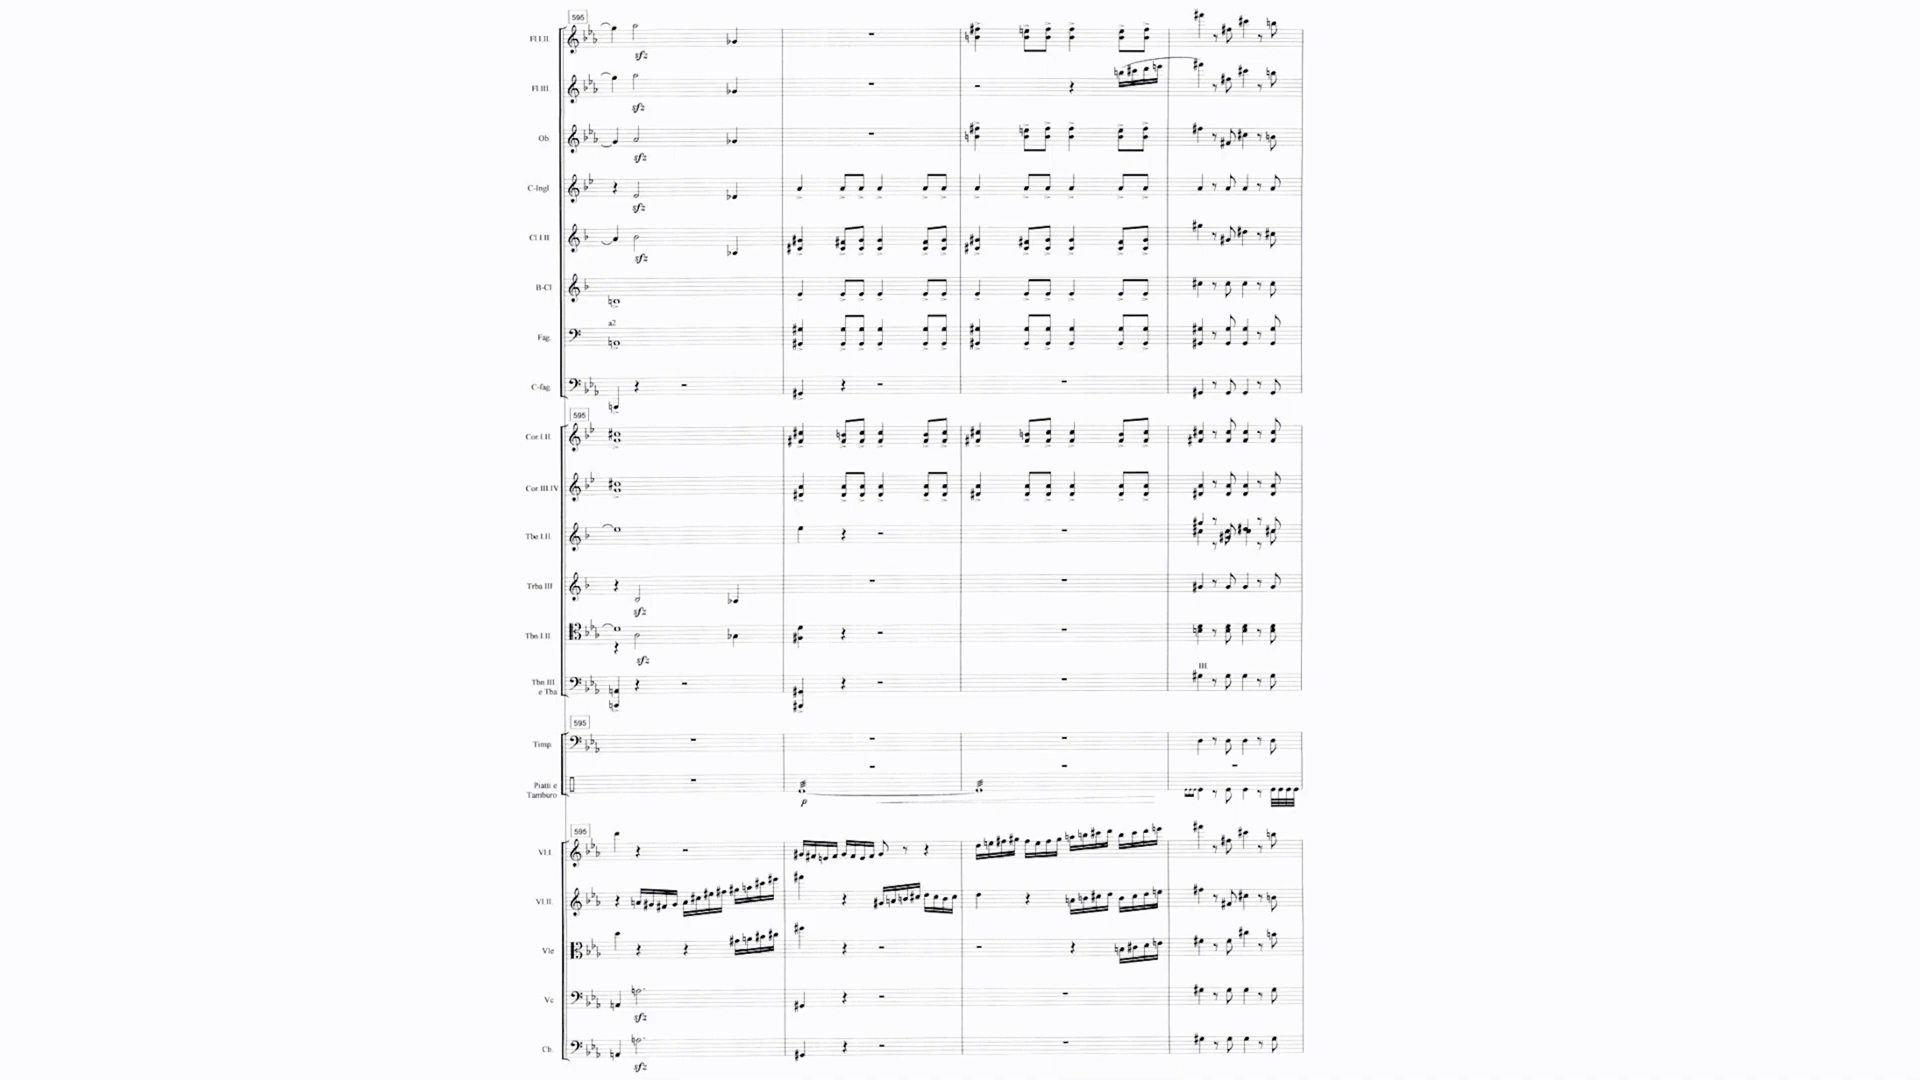 595
Fl I.II.
Fl III.
Ob.
sfz
sfz
sfz
C-Ingl.
sfz
Cl I II
sfz
B-Cl
a2
Fag.
C-fag.
595
Cor I.II.
Cor.III.IV
Tbe I.II.
Trba III
sfz
Tbn I.II.
sfz
Tbn.III.
e Tba
III.
595
Timp
Piatti e
Tamburo
p
595
Vl.I
Vl.II.
Vle
Vc
sfz
Cb.
sfz